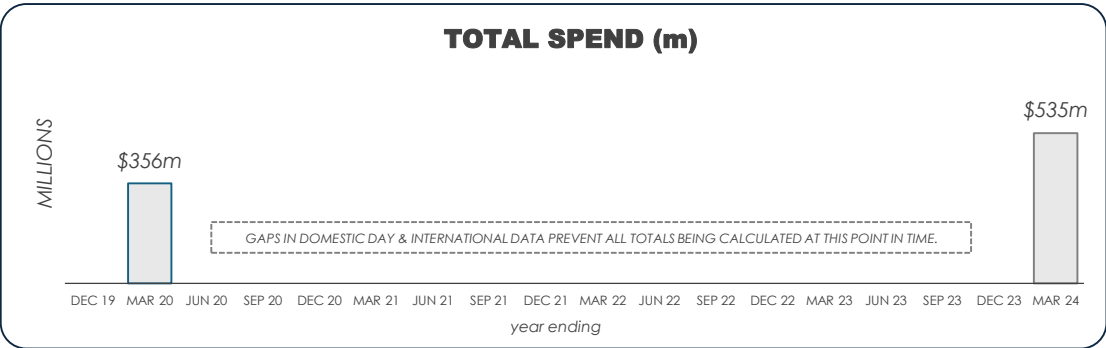 TOTAL SPEND (m)
MILLIONS
$356m
$535m
GAPS IN DOMESTIC DAY & INTERNATIONAL DATA PREVENT ALL TOTALS BEING CALCULATED AT THIS POINT IN TIME.
DEC 19 MAR 20 JUN 20 SEP 20 DEC 20 MAR 21 JUN 21 SEP 21 DEC 21 MAR 22 JUN 22 SEP 22 DEC 22 MAR 23 JUN 23 SEP 23 DEC 23 MAR 24
year ending